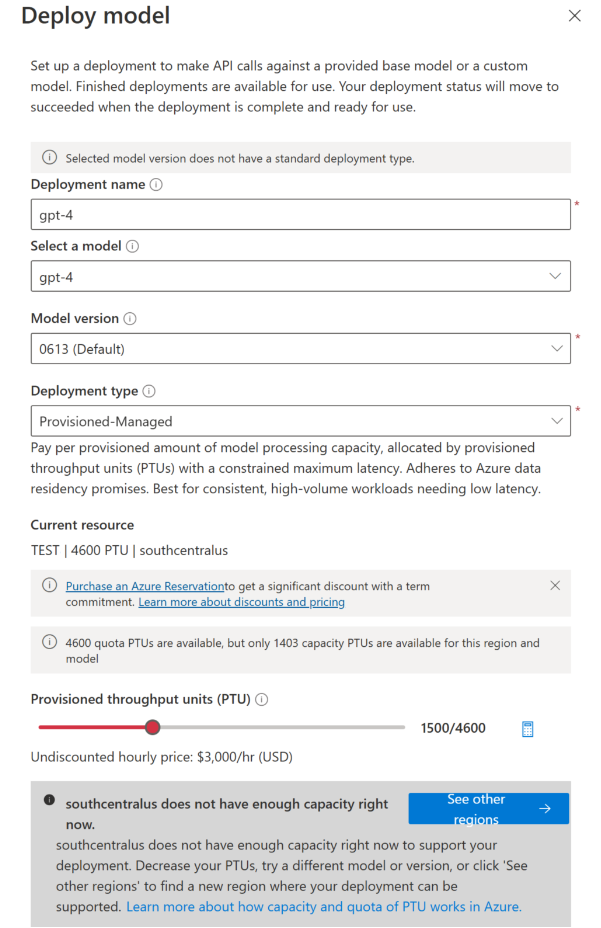 Deploy model
Set up a deployment to make API calls against a provided base model or a custom
model. Finished deployments are available for use. Your deployment status will move to
succeeded when the deployment is complete and ready for use.
Selected model version does not have a standard deployment type.
Deployment name
*
gpt-4
Select a model
gpt-4
Model version
*
0613 (Default)
Deployment type
*
Provisioned-Managed
Pay per provisioned amount of model processing capacity, allocated by provisioned
throughput units (PTUs) with a constrained maximum latency. Adheres to Azure data
residency promises. Best for consistent, high-volume workloads needing low latency.
Current resource
TEST | 4600 PTU | southcentralus
Purchase an Azure Reservationto get a significant discount with a term
commitment. Learn more about discounts and pricing
4600 quota PTUs are available, but only 1403 capacity PTUs are available for this region and
model
Provisioned throughput units (PTU)
1500/4600
Undiscounted hourly price: $3,000/hr (USD)
southcentralus does not have enough capacity right
now.
See other
regions
southcentralus does not have enough capacity right now to support your
deployment. Decrease your PTUs, try a different model or version, or click 'See
other regions' to find a new region where your deployment can be
supported. Learn more about how capacity and quota of PTU works in Azure.